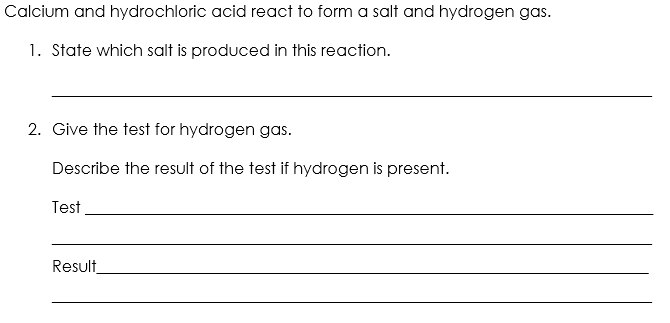 Calcium and hydrochloric acid react to form a salt and hydrogen gas.
1. State which salt is produced in this reaction.
2. Give the test for hydrogen gas.
Describe the result of the test if hydrogen is present.
Test
Result